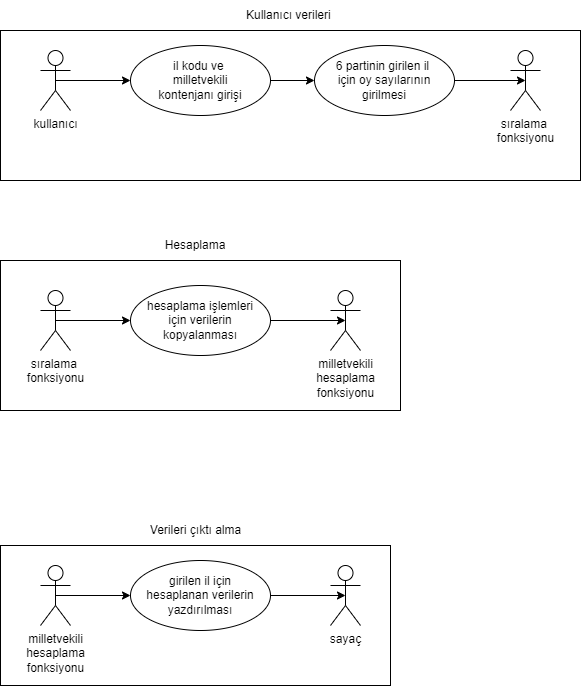 Kullanıcı verileri
kullanıcı
il kodu ve
milletvekili
kontenjanı girişi
6 partinin girilen il
için oy sayılarının
girilmesi
sıralama
fonksiyonu
Hesaplama
sıralama
fonksiyonu
hesaplama işlemleri
için verilerin
kopyalanması
milletvekili
hesaplama
fonksiyonu
Verileri çıktı alma
milletvekili
hesaplama
fonksiyonu
girilen il için
hesaplanan verilerin
yazdırılması
sayaç